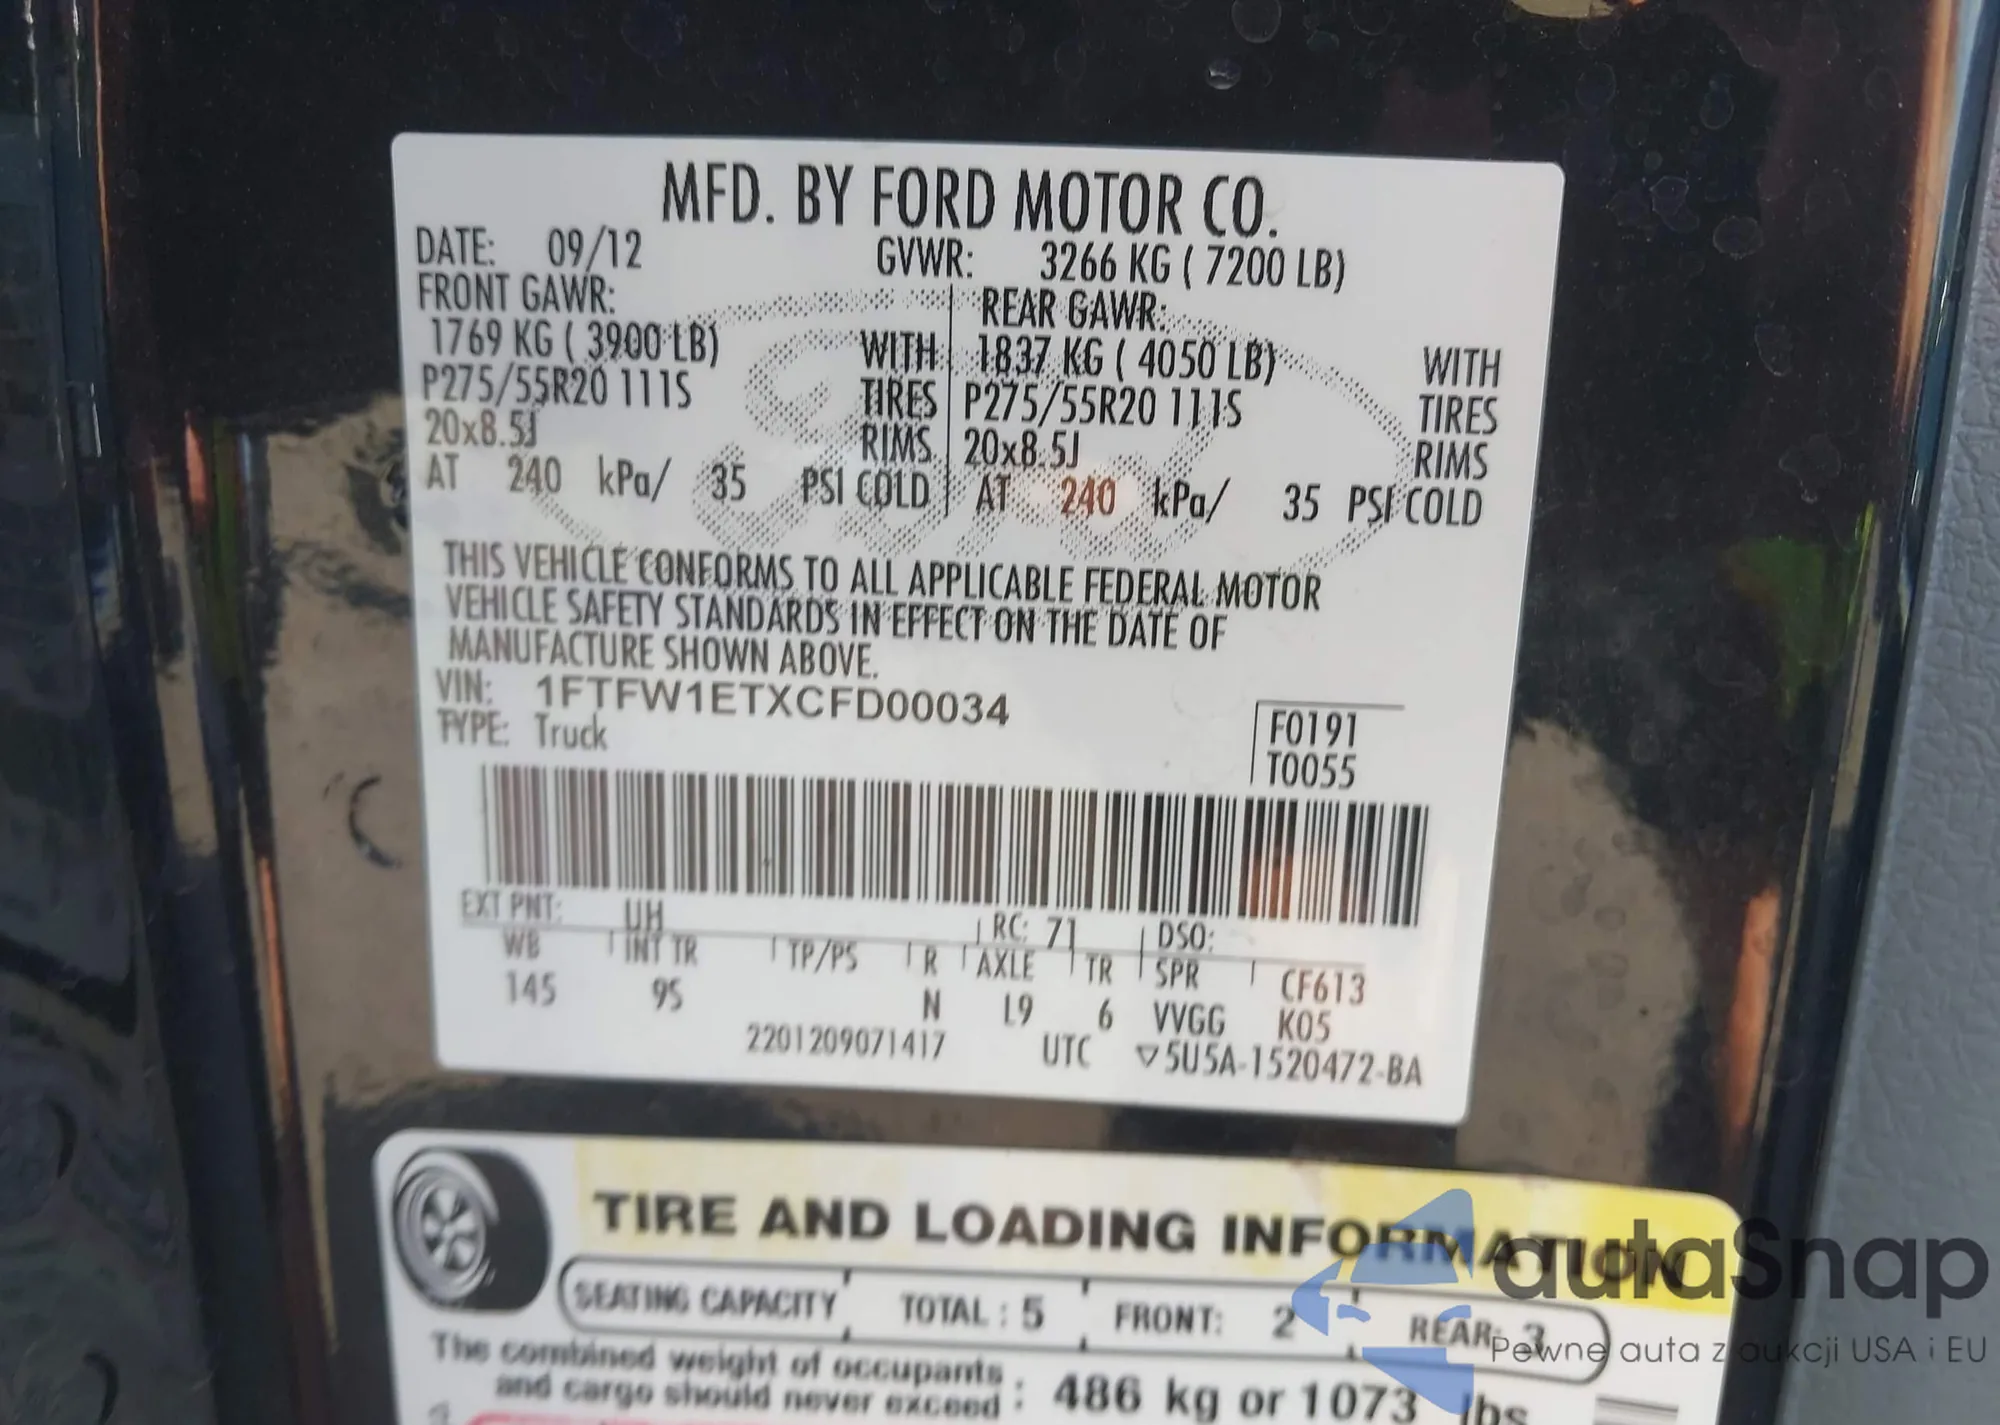 MFD. BY FORD MOTOR CO.
DATE: 09/12 GVWR: 3266 KG ( 7200 LB)
FRONT GAWR: REAR GAWR:
1769 KG ( 3900 LB) WITH 1837 KG ( 4050 LB) WITH
P275/55R20 111S TIRES P275/55R20 111S TIRES
20x8.5J RIMS 20x8.5J RIMS
AT 240 kPa/ 35 PSI COLD AT 240 kPa/ 35 PSI COLD
THIS VEHICLE CONFORMS TO ALL APPLICABLE FEDERAL MOTOR
VEHICLE SAFETY STANDARDS IN EFFECT ON THE DATE OF
MANUFACTURE SHOWN ABOVE.
VIN: 1FTFW1ETXCFD00034
TYPE: Truck
F0191
T0055
EXT PNT: UH RC: 71 DSO:
WB INT TR TP/PS R AXLE TR SPR CF613
145 9S N L9 6 VVGG K05
2201209071417 UTC ▽5U5A-1520472-BA
TIRE AND LOADING INFORMATION
SEATING CAPACITY TOTAL : 5 FRONT: 2 REAR: 3
The combined weight of occupants
and cargo should never exceed : 486 kg or 1073 lbs
autaSnap
Pewne auta z aukcji USA i EU